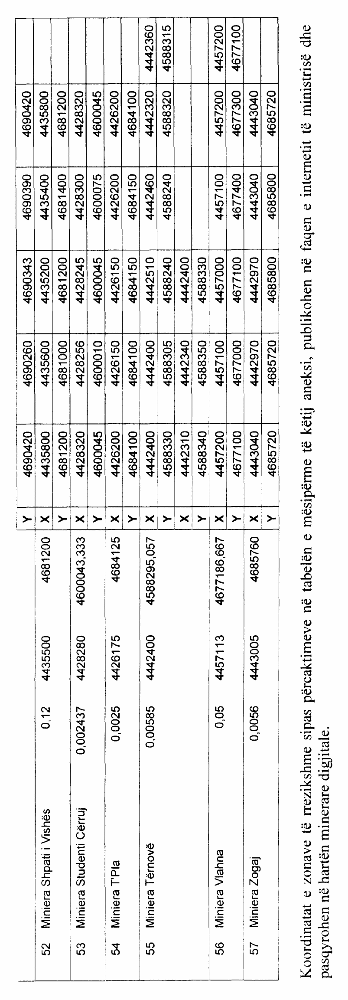 Y 4690420 4690260 4690343 4690390 4690420
52 Miniera Shpati i Vishës 0,12 4435500 4681200 X 4435800 4435600 4435200 4435400 4435800
Y 4681200 4681000 4681200 4681400 4681200
53 Miniera Studenti Cërruj 0,002437 4428280 4600043,333 X 4428320 4428256 4428245 4428300 4428320
Y 4600045 4600010 4600045 4600075 4600045
54 Miniera T'Pla 0,0025 4426175 4684125 X 4426200 4426150 4426150 4426200 4426200
Y 4684100 4684100 4684150 4684150 4684100
55 Miniera Tërnovë 0,00585 4442400 4588295,057 X 4442400 4442400 4442510 4442460 4442320 4442360
Y 4588330 4588305 4588240 4588240 4588320 4588315
X 4442310 4442340 4442400
Y 4588340 4588350 4588330
56 Miniera Vlahna 0,05 4457113 4677186,667 X 4457200 4457100 4457000 4457100 4457200 4457200
Y 4677100 4677000 4677100 4677400 4677300 4677100
57 Miniera Zogaj 0,0056 4443005 4685760 X 4443040 4442970 4442970 4443040 4443040
Y 4685720 4685720 4685800 4685800 4685720
Koordinatat e zonave të rrezikshme sipas përcaktimeve në tabelën e mësipërme të këtij aneksi, publikohen në faqen e internetit të ministrisë dhe
pasqyrohen në hartën minerare digjitale.